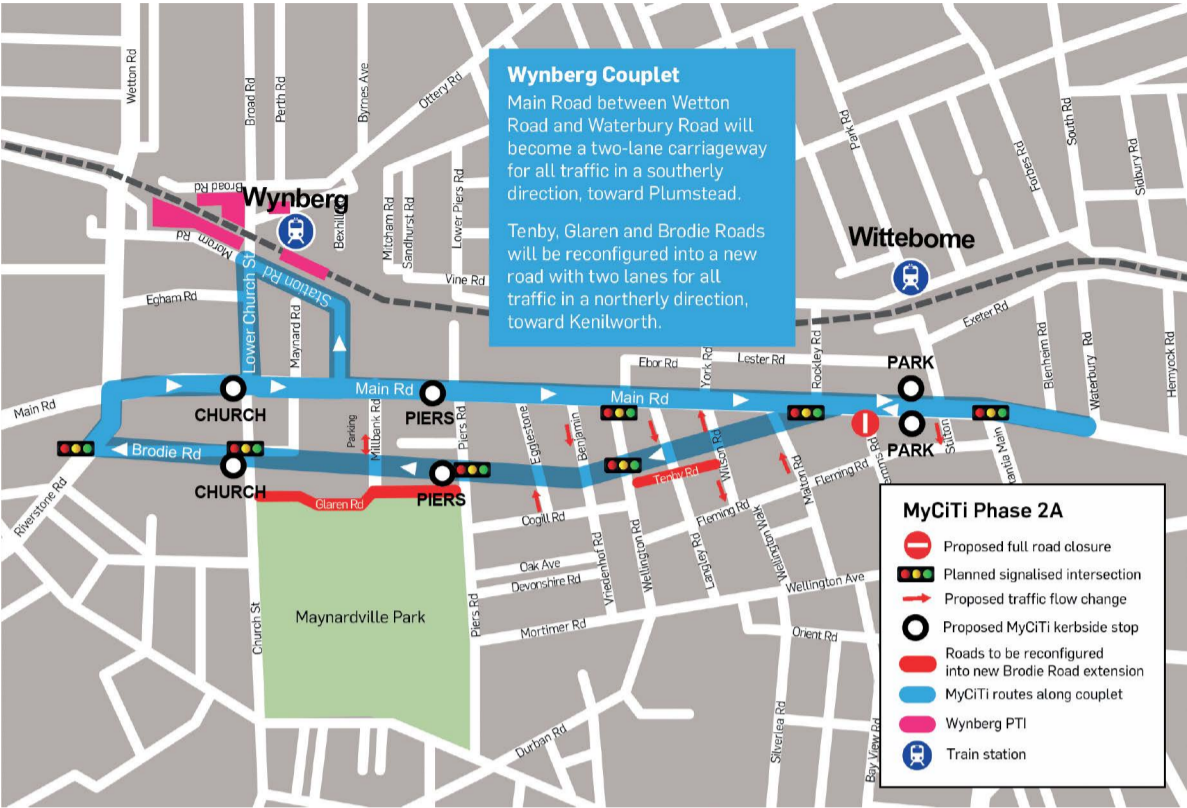 Wetton Rd
Broad Rd
Perth Rd
Byrnes Ave
Ottery Rd
Wynberg Couplet
Main Road between Wetton
Road and Waterbury Road will
become a two-lane carriageway
for all traffic in a southerly
direction, toward Plumstead.
Tenby, Glaren and Brodie Roads
will be reconfigured into a new
road with two lanes for all
traffic in a northerly direction,
toward Kenilworth.
Park Rd
Forbes Rd
South Rd
Sidbury Rd
Broad Rd
Wynberg
Morom Rd
Bexhill
Mitcham Rd
Sandhurst Rd
Lower Piers Rd
Vine Rd
Wittebome
Station Rd
Lower Church St
Egham Rd
Maynard Rd
Exeter Rd
Ebor Rd
York Rd
Lester Rd
Rockley Rd
Blenheim Rd
Waterbury Rd
Hemyock Rd
PARK
Main Rd
CHURCH
Main Rd
PIERS
Main Rd
PARK
Brodie Rd
CHURCH
Parking
Millbank Rd
Piers Rd
PIERS
Egglestone
Benjamin
Wilson Rd
Tenby Rd
Malton Rd
Fleming Rd
Sutton
Riverstone Rd
Glaren Rd
Cogill Rd
Fleming Rd
Oak Ave
Devonshire Rd
Vredenhof Rd
Wellington Rd
Langley Rd
Wellington Walk
Wellington Ave
Church St
Maynardville Park
Piers Rd
Mortimer Rd
Orient Rd
Durban Rd
Silverlea Rd
Bay View Rd
MyCiTi Phase 2A
Proposed full road closure
Planned signalised intersection
Proposed traffic flow change
Proposed MyCiTi kerbside stop
Roads to be reconfigured
into new Brodie Road extension
MyCiTi routes along couplet
Wynberg PTI
Train station